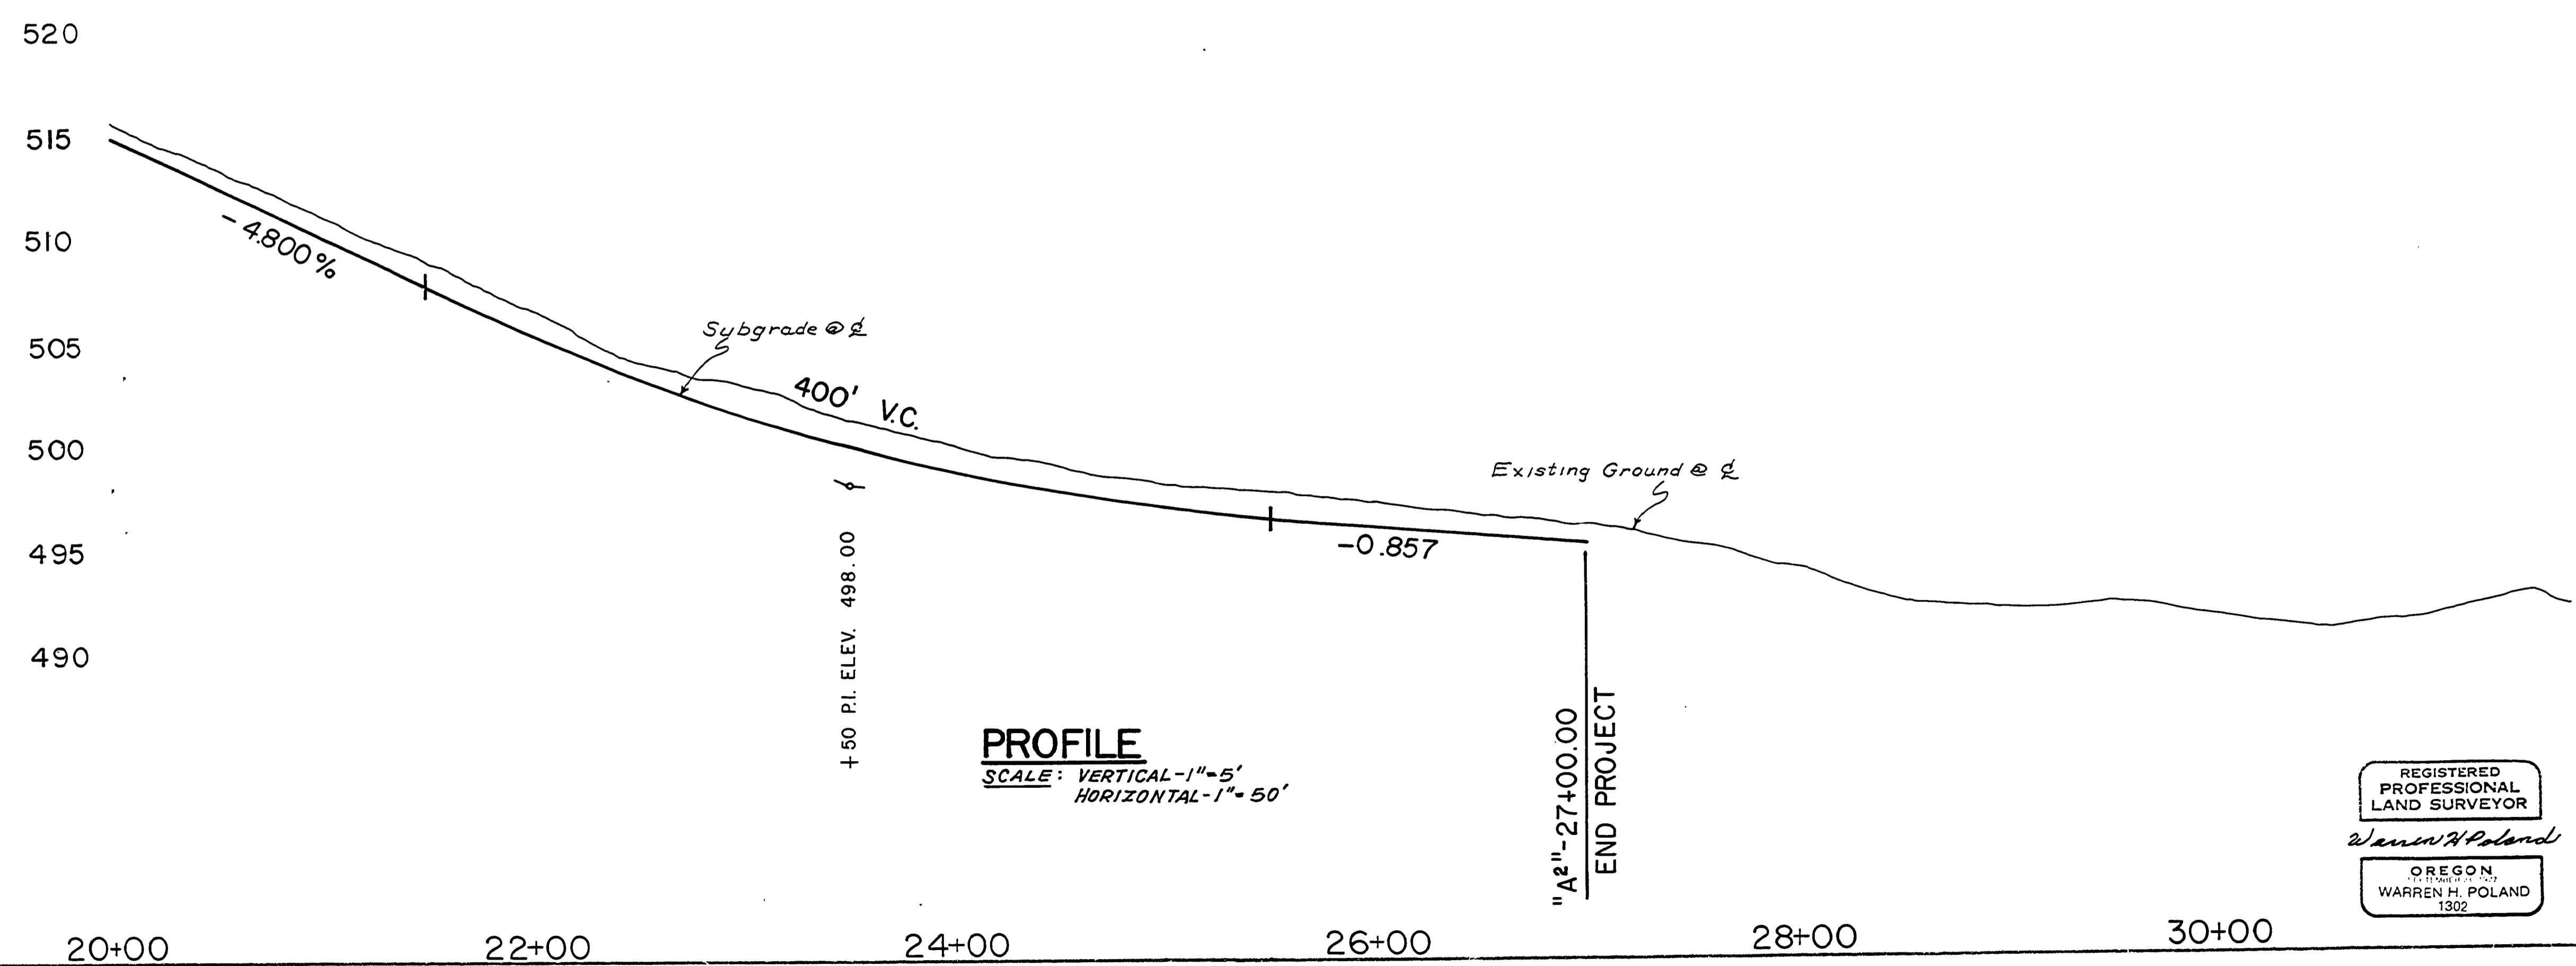 520
515
510
505
500
495
490
-4.800%
Subgrade @ ℄
400' V.C.
+50 P.I. ELEV. 498.00
-0.857
Existing Ground @ ℄
"A²"-27+00.00
END PROJECT
PROFILE
SCALE: VERTICAL-1"=5'
HORIZONTAL-1"=50'
REGISTERED
PROFESSIONAL
LAND SURVEYOR
Warren H Poland
OREGON
WARREN H. POLAND
1302
20+00 22+00 24+00 26+00 28+00 30+00